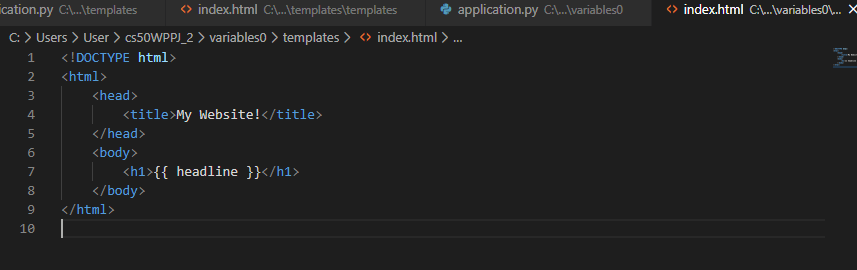 ication.py C:\...\templates <> index.html C:\...\templates\templates application.py C:\...\variables0 <> index.html C:\...\variables0\...
C: > Users > User > cs50WPPJ_2 > variables0 > templates > <> index.html > ...
1 <!DOCTYPE html>
2 <html>
3 <head>
4 <title>My Website!</title>
5 </head>
6 <body>
7 <h1>{{ headline }}</h1>
8 </body>
9 </html>
10